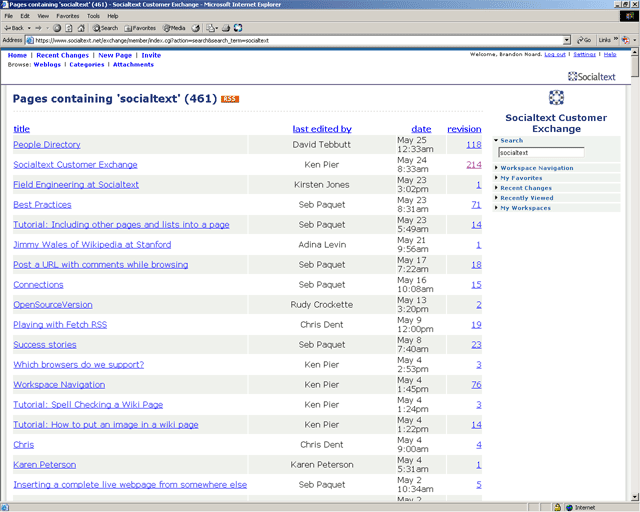 Pages containing 'socialtext' (461) - Socialtext Customer Exchange - Microsoft Internet Explorer
File Edit View Favorites Tools Help
Back Search Favorites Media
Address https://www.socialtext.net/exchange/member/index.cgi?action=search&search_term=socialtext Go Links
Home | Recent Changes | New Page | Invite
Welcome, Brandon Noard. Log out | Settings | Help
Browse: Weblogs | Categories | Attachments
Socialtext
Pages containing 'socialtext' (461) RSS
title last edited by date revision
People Directory David Tebbutt May 25 12:33am 118
Socialtext Customer Exchange Ken Pier May 24 8:33am 214
Field Engineering at Socialtext Kirsten Jones May 23 3:02pm 1
Best Practices Seb Paquet May 23 8:31am 71
Tutorial: Including other pages and lists into a page Seb Paquet May 23 5:49am 14
Jimmy Wales of Wikipedia at Stanford Adina Levin May 21 9:56am 1
Post a URL with comments while browsing Seb Paquet May 17 7:22am 18
Connections Seb Paquet May 16 10:08am 15
OpenSourceVersion Rudy Crockette May 13 3:20pm 2
Playing with Fetch RSS Chris Dent May 9 12:00pm 19
Success stories Seb Paquet May 8 7:40am 23
Which browsers do we support? Ken Pier May 4 2:53pm 3
Workspace Navigation Ken Pier May 4 1:45pm 76
Tutorial: Spell Checking a Wiki Page Ken Pier May 4 1:24pm 3
Tutorial: How to put an image in a wiki page Ken Pier May 4 1:22pm 14
Chris Chris Dent May 4 9:00am 4
Karen Peterson Karen Peterson May 4 5:31am 1
Inserting a complete live webpage from somewhere else Seb Paquet May 2 10:34am 5
May 2
Socialtext Customer
Exchange
Search
socialtext
Workspace Navigation
My Favorites
Recent Changes
Recently Viewed
My Workspaces
Internet